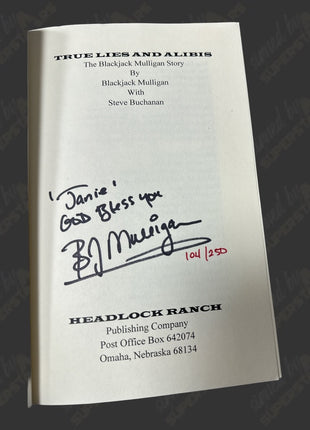 TRUE LIES AND ALIBIS
The Blackjack Mulligan Story
By
Blackjack Mulligan
With
Steve Buchanan
'Janie'
GOD Bless you
BJ Mulligan
104/250
HEADLOCK RANCH
Publishing Company
Post Office Box 642074
Omaha, Nebraska 68134